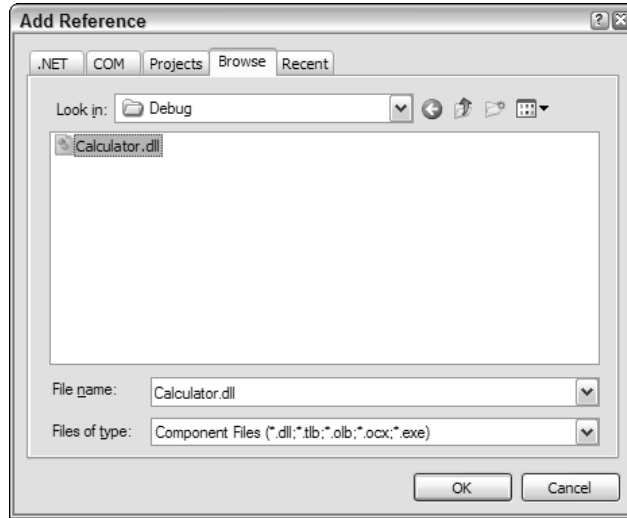 Add Reference
.NET COM Projects Browse Recent
Look in: Debug
Calculator.dll
File name: Calculator.dll
Files of type: Component Files (*.dll;*.tlb;*.olb;*.ocx;*.exe)
OK Cancel